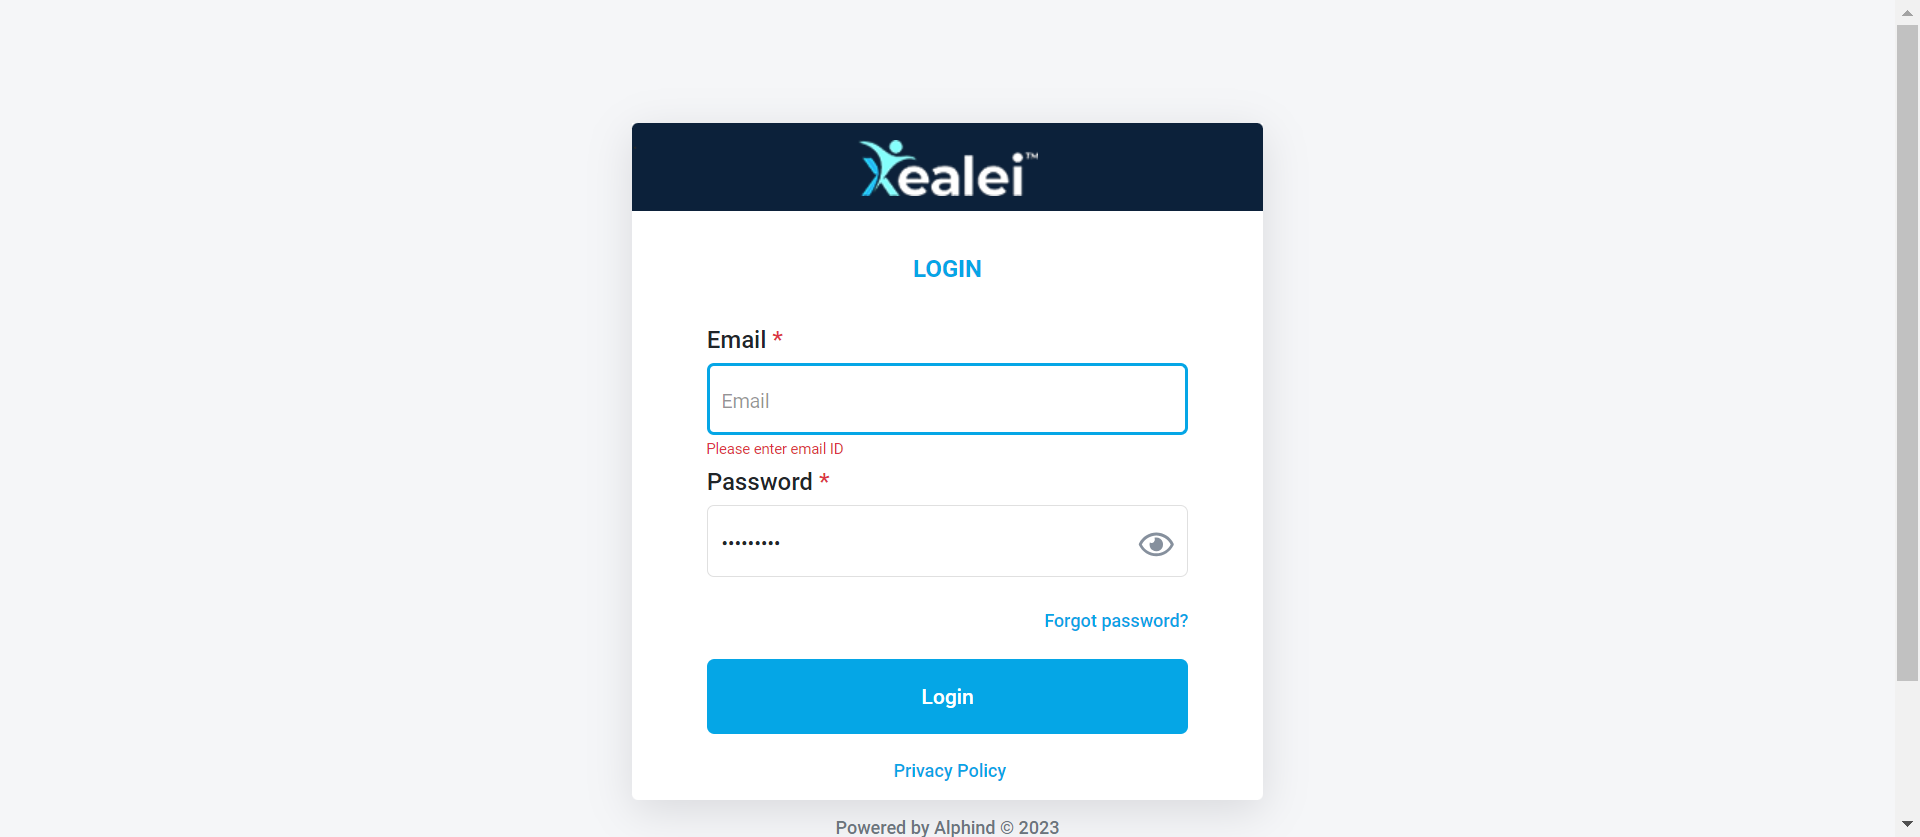 Xealei™
LOGIN
Email *
Email
Please enter email ID
Password *
•••••••••
Forgot password?
Login
Privacy Policy
Powered by Alphind © 2023